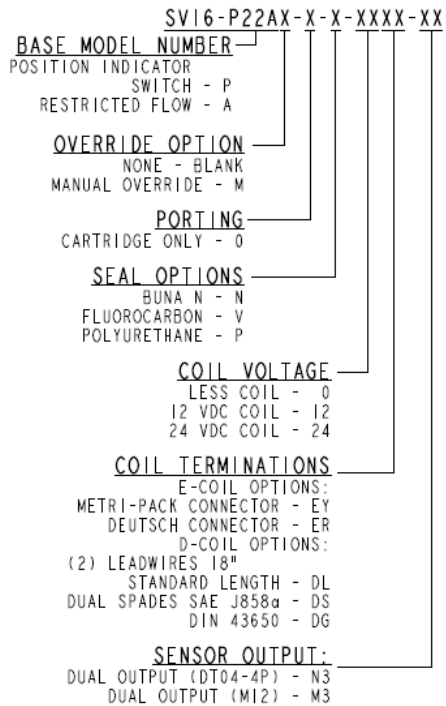 SV16-P22AX-X-X-XXXX-XX
BASE MODEL NUMBER
POSITION INDICATOR
SWITCH - P
RESTRICTED FLOW - A
OVERRIDE OPTION
NONE - BLANK
MANUAL OVERRIDE - M
PORTING
CARTRIDGE ONLY - 0
SEAL OPTIONS
BUNA N - N
FLUOROCARBON - V
POLYURETHANE - P
COIL VOLTAGE
LESS COIL - 0
12 VDC COIL - 12
24 VDC COIL - 24
COIL TERMINATIONS
E-COIL OPTIONS:
METRI-PACK CONNECTOR - EY
DEUTSCH CONNECTOR - ER
D-COIL OPTIONS:
(2) LEADWIRES 18"
STANDARD LENGTH - DL
DUAL SPADES SAE J858a - DS
DIN 43650 - DG
SENSOR OUTPUT:
DUAL OUTPUT (DT04-4P) - N3
DUAL OUTPUT (M12) - M3